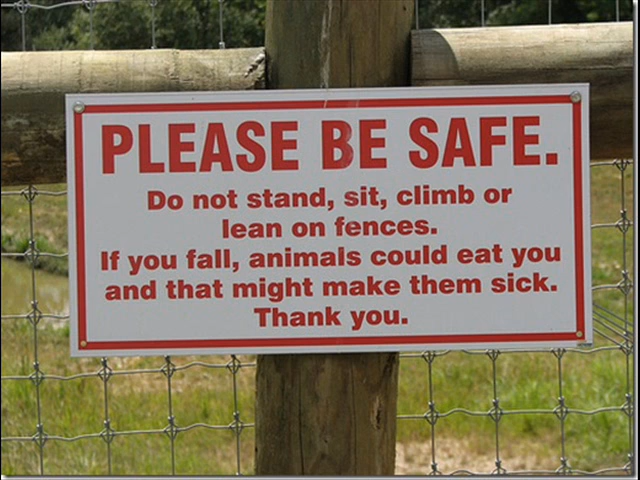 PLEASE BE SAFE.
Do not stand, sit, climb or
lean on fences.
If you fall, animals could eat you
and that might make them sick.
Thank you.